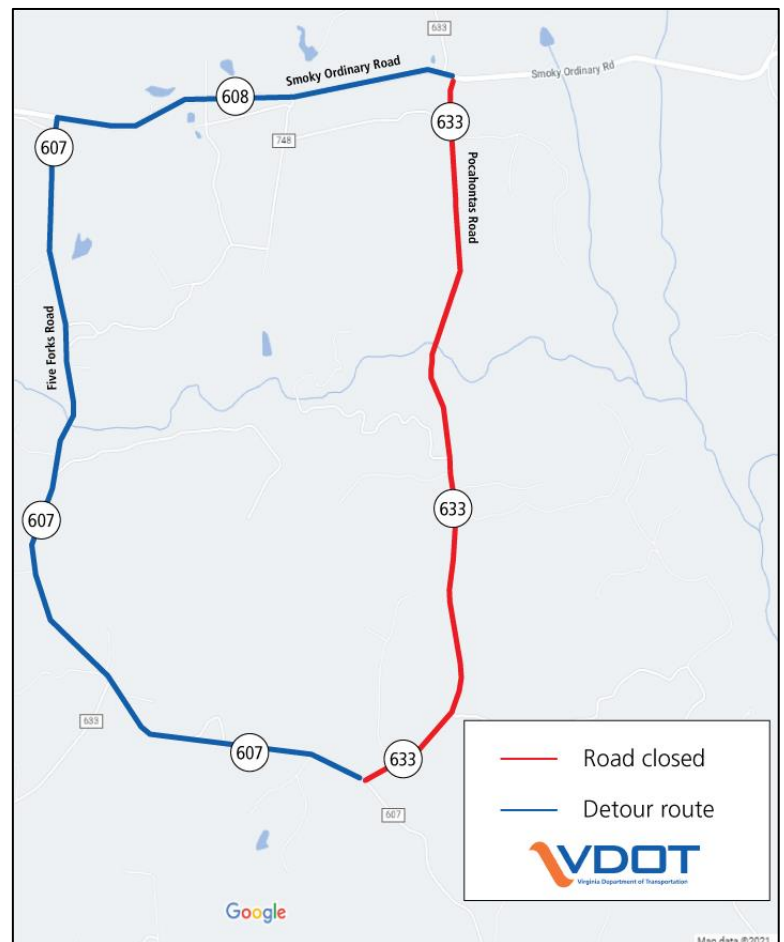 633
Smoky Ordinary Road
Smoky Ordinary Rd
608
633
748
607
Pocahontas Road
Five Forks Road
633
607
633
607
633
607
Road closed
Detour route
VDOT
Virginia Department of Transportation
Google
Map data ©2021